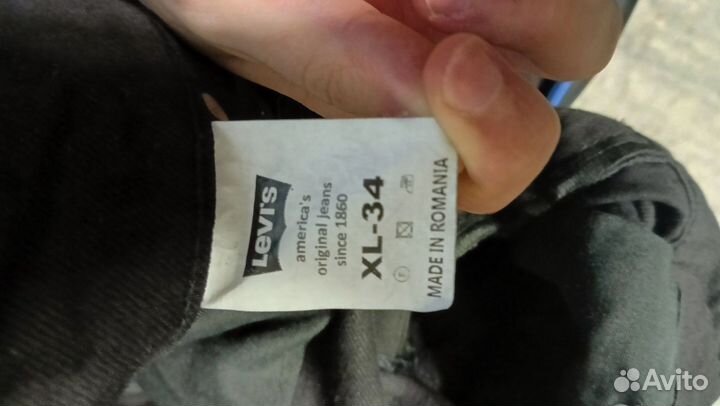 Levi's
america's
original jeans
since 1860
XL-34
P
MADE IN ROMANIA
Avito